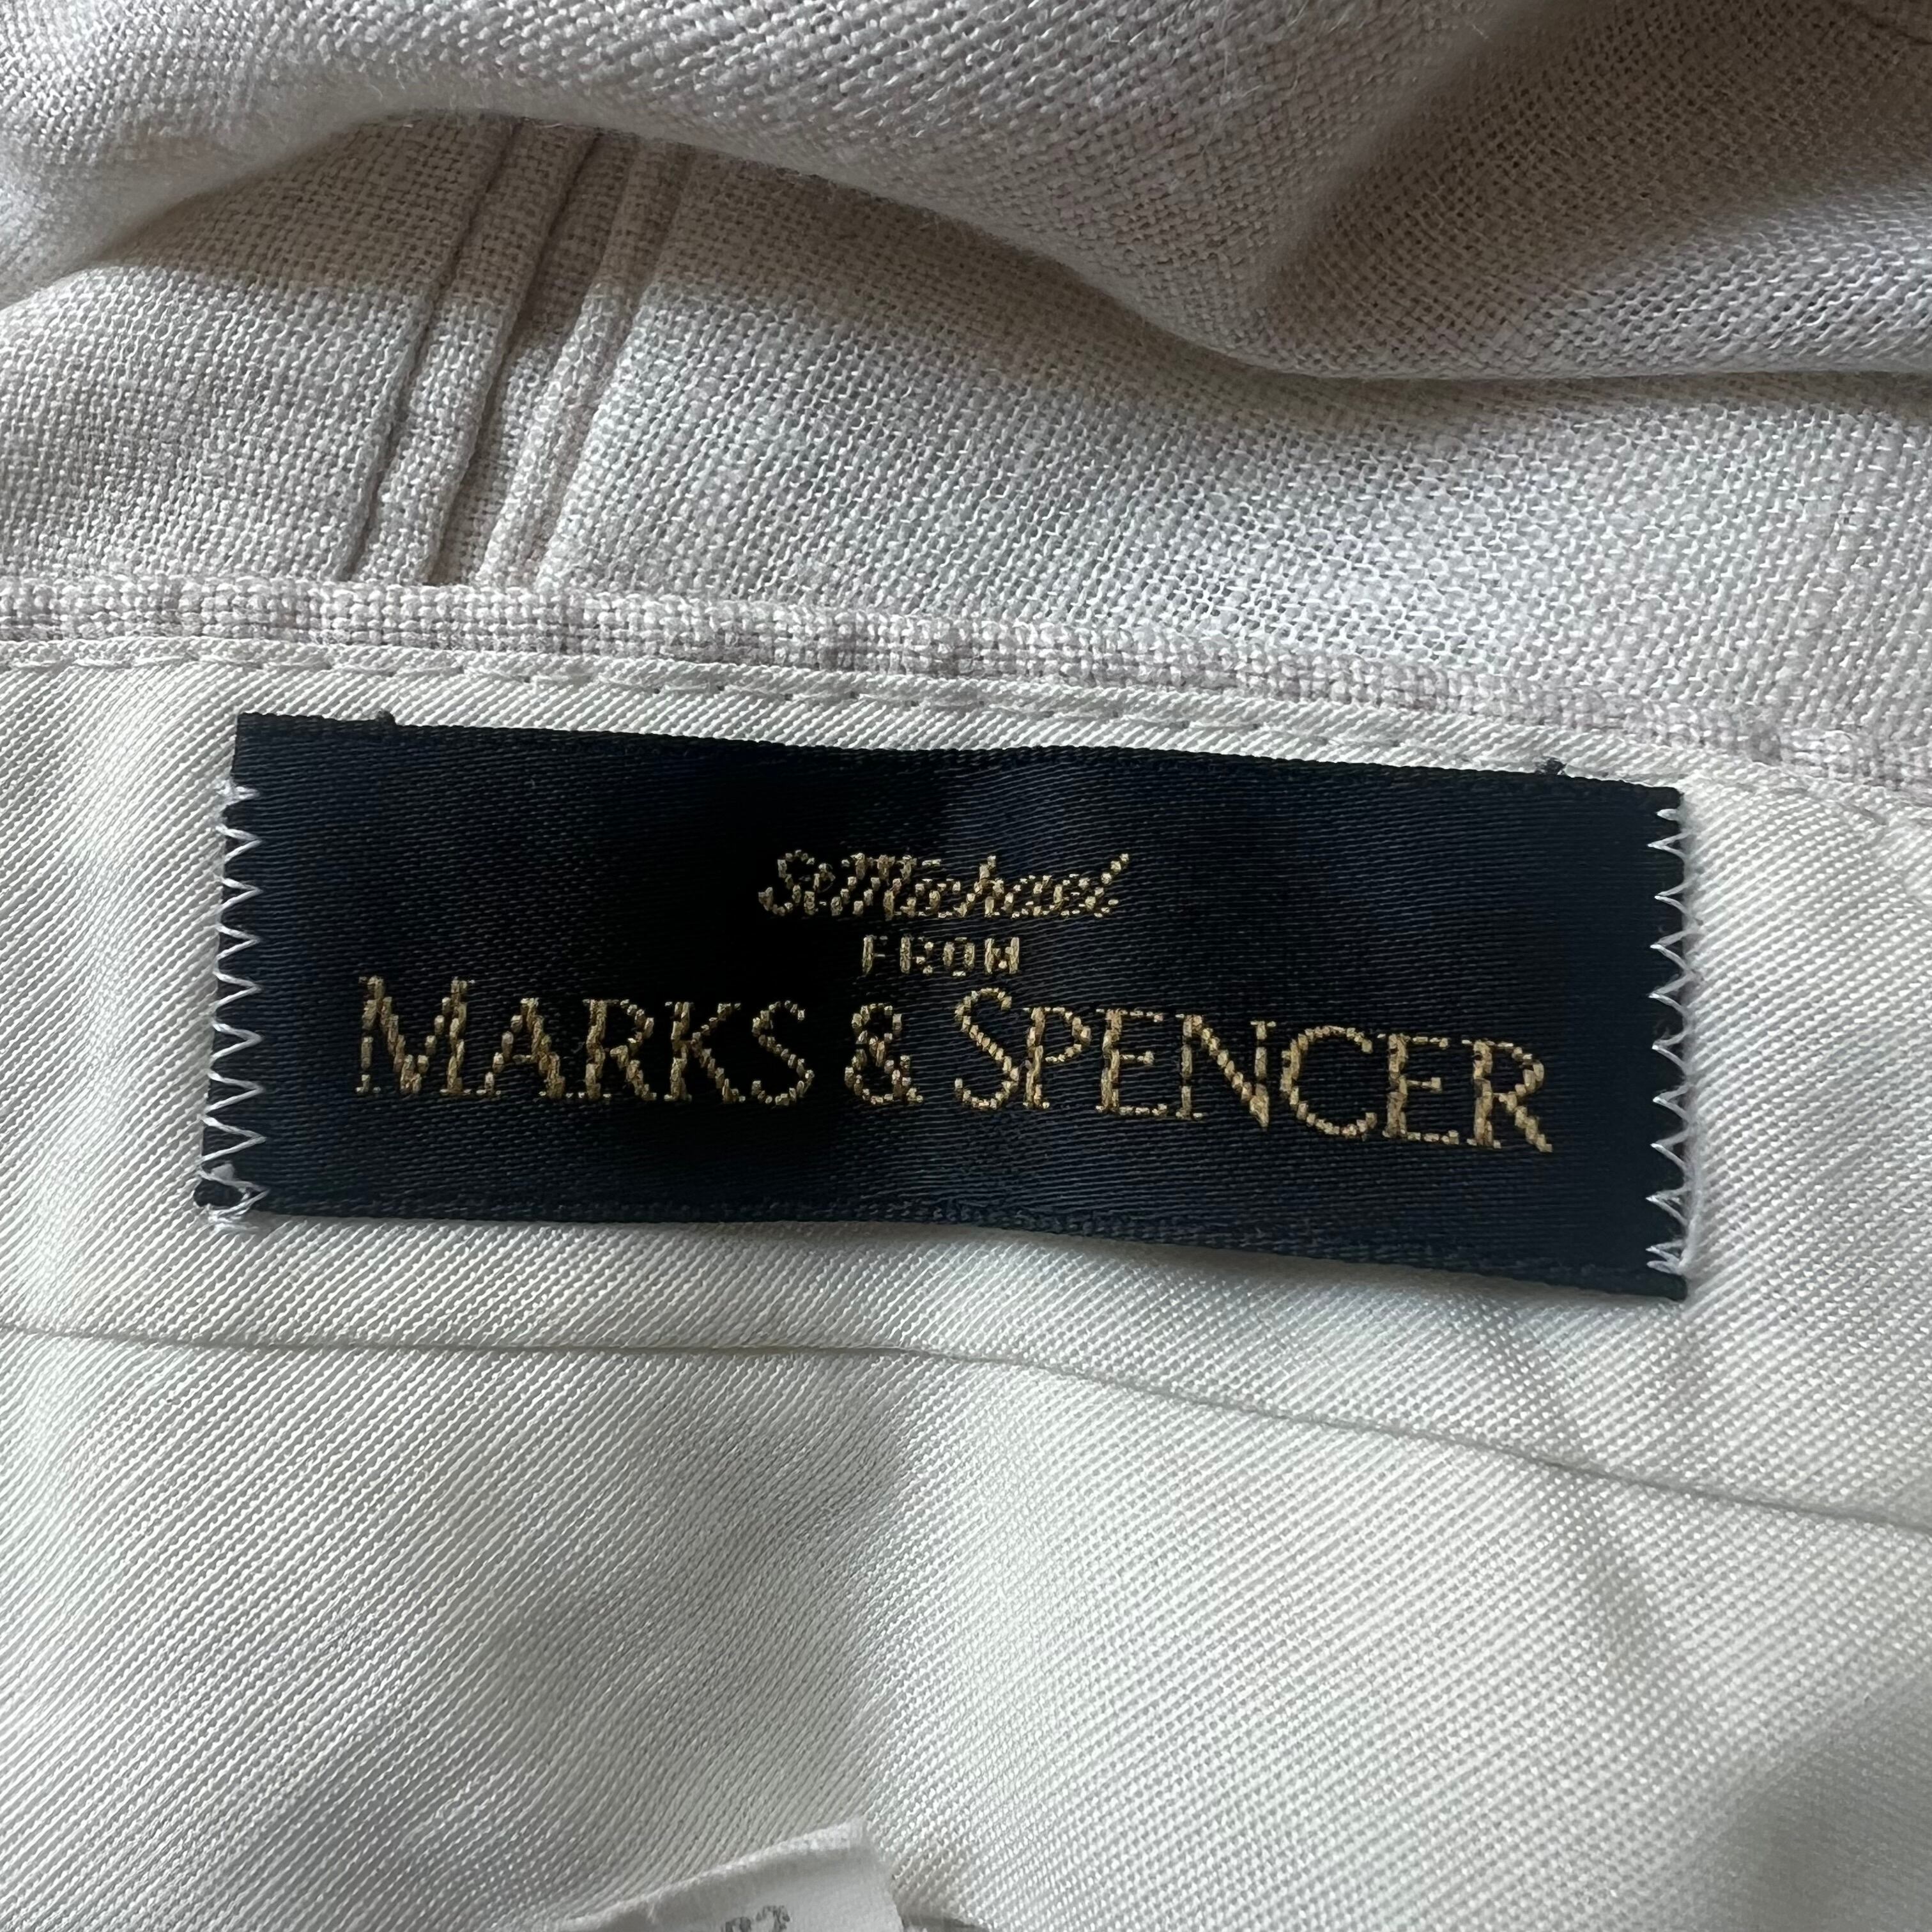 St Michael
FROM
MARKS & SPENCER